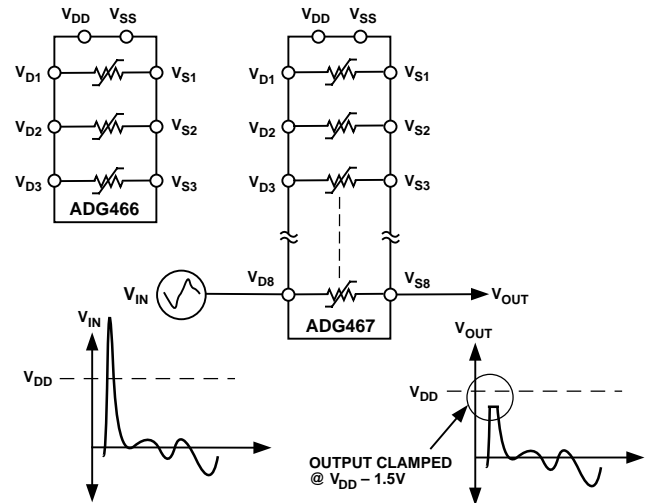 VDD VSS
VD1 VS1
VD2 VS2
VD3 VS3
ADG466
VDD VSS
VD1 VS1
VD2 VS2
VD3 VS3
VIN VD8 VS8 VOUT
ADG467
VIN
VDD
VOUT
VDD
OUTPUT CLAMPED
@ VDD – 1.5V